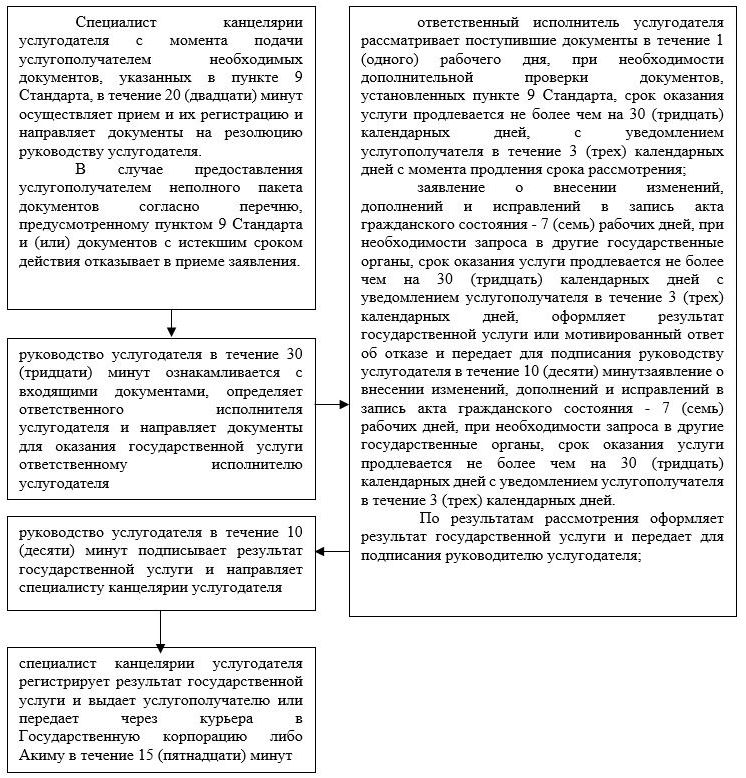 Специалист канцелярии
услугодателя с момента подачи
услугополучателем необходимых
документов, указанных в пункте 9
Стандарта, в течение 20 (двадцати) минут
осуществляет прием и их регистрацию и
направляет документы на резолюцию
руководству услугодателя.
В случае предоставления
услугополучателем неполного пакета
документов согласно перечню,
предусмотренному пунктом 9 Стандарта
и (или) документов с истекшим сроком
действия отказывает в приеме заявления.
руководство услугодателя в течение 30
(тридцати) минут ознакамливается с
входящими документами, определяет
ответственного исполнителя
услугодателя и направляет документы
для оказания государственной услуги
ответственному исполнителю
услугодателя
ответственный исполнитель услугодателя
рассматривает поступившие документы в течение 1
(одного) рабочего дня, при необходимости
дополнительной проверки документов,
установленных пункте 9 Стандарта, срок оказания
услуги продлевается не более чем на 30 (тридцать)
календарных дней, с уведомлением
услугополучателя в течение 3 (трех) календарных
дней с момента продления срока рассмотрения;
заявление о внесении изменений,
дополнений и исправлений в запись акта
гражданского состояния - 7 (семь) рабочих дней, при
необходимости запроса в другие государственные
органы, срок оказания услуги продлевается не более
чем на 30 (тридцать) календарных дней с
уведомлением услугополучателя в течение 3 (трех)
календарных дней, оформляет результат
государственной услуги или мотивированный ответ
об отказе и передает для подписания руководству
услугодателя в течение 10 (десяти) минутзаявление о
внесении изменений, дополнений и исправлений в
запись акта гражданского состояния - 7 (семь)
рабочих дней, при необходимости запроса в другие
государственные органы, срок оказания услуги
продлевается не более чем на 30 (тридцать)
календарных дней с уведомлением услугополучателя
в течение 3 (трех) календарных дней.
По результатам рассмотрения оформляет
результат государственной услуги и передает для
подписания руководителю услугодателя;
руководство услугодателя в течение 10
(десяти) минут подписывает результат
государственной услуги и направляет
специалисту канцелярии услугодателя
специалист канцелярии услугодателя
регистрирует результат государственной
услуги и выдает услугополучателю или
передает через курьера в
Государственную корпорацию либо
Акиму в течение 15 (пятнадцати) минут